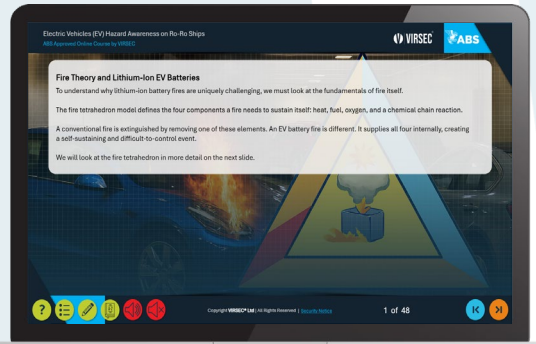 Electric Vehicles (EV) Hazard Awareness on Ro-Ro Ships
ABS Approved Online Course by VIRSEC
VIRSEC
ABS
Fire Theory and Lithium-Ion EV Batteries
To understand why lithium-ion battery fires are uniquely challenging, we must look at the fundamentals of fire itself.
The fire tetrahedron model defines the four components a fire needs to sustain itself: heat, fuel, oxygen, and a chemical chain reaction.
A conventional fire is extinguished by removing one of these elements. An EV battery fire is different. It supplies all four internally, creating
a self-sustaining and difficult-to-control event.
We will look at the fire tetrahedron in more detail on the next slide.
?
Copyright VIRSEC® Ltd | All Rights Reserved | Security Notice
1 of 48